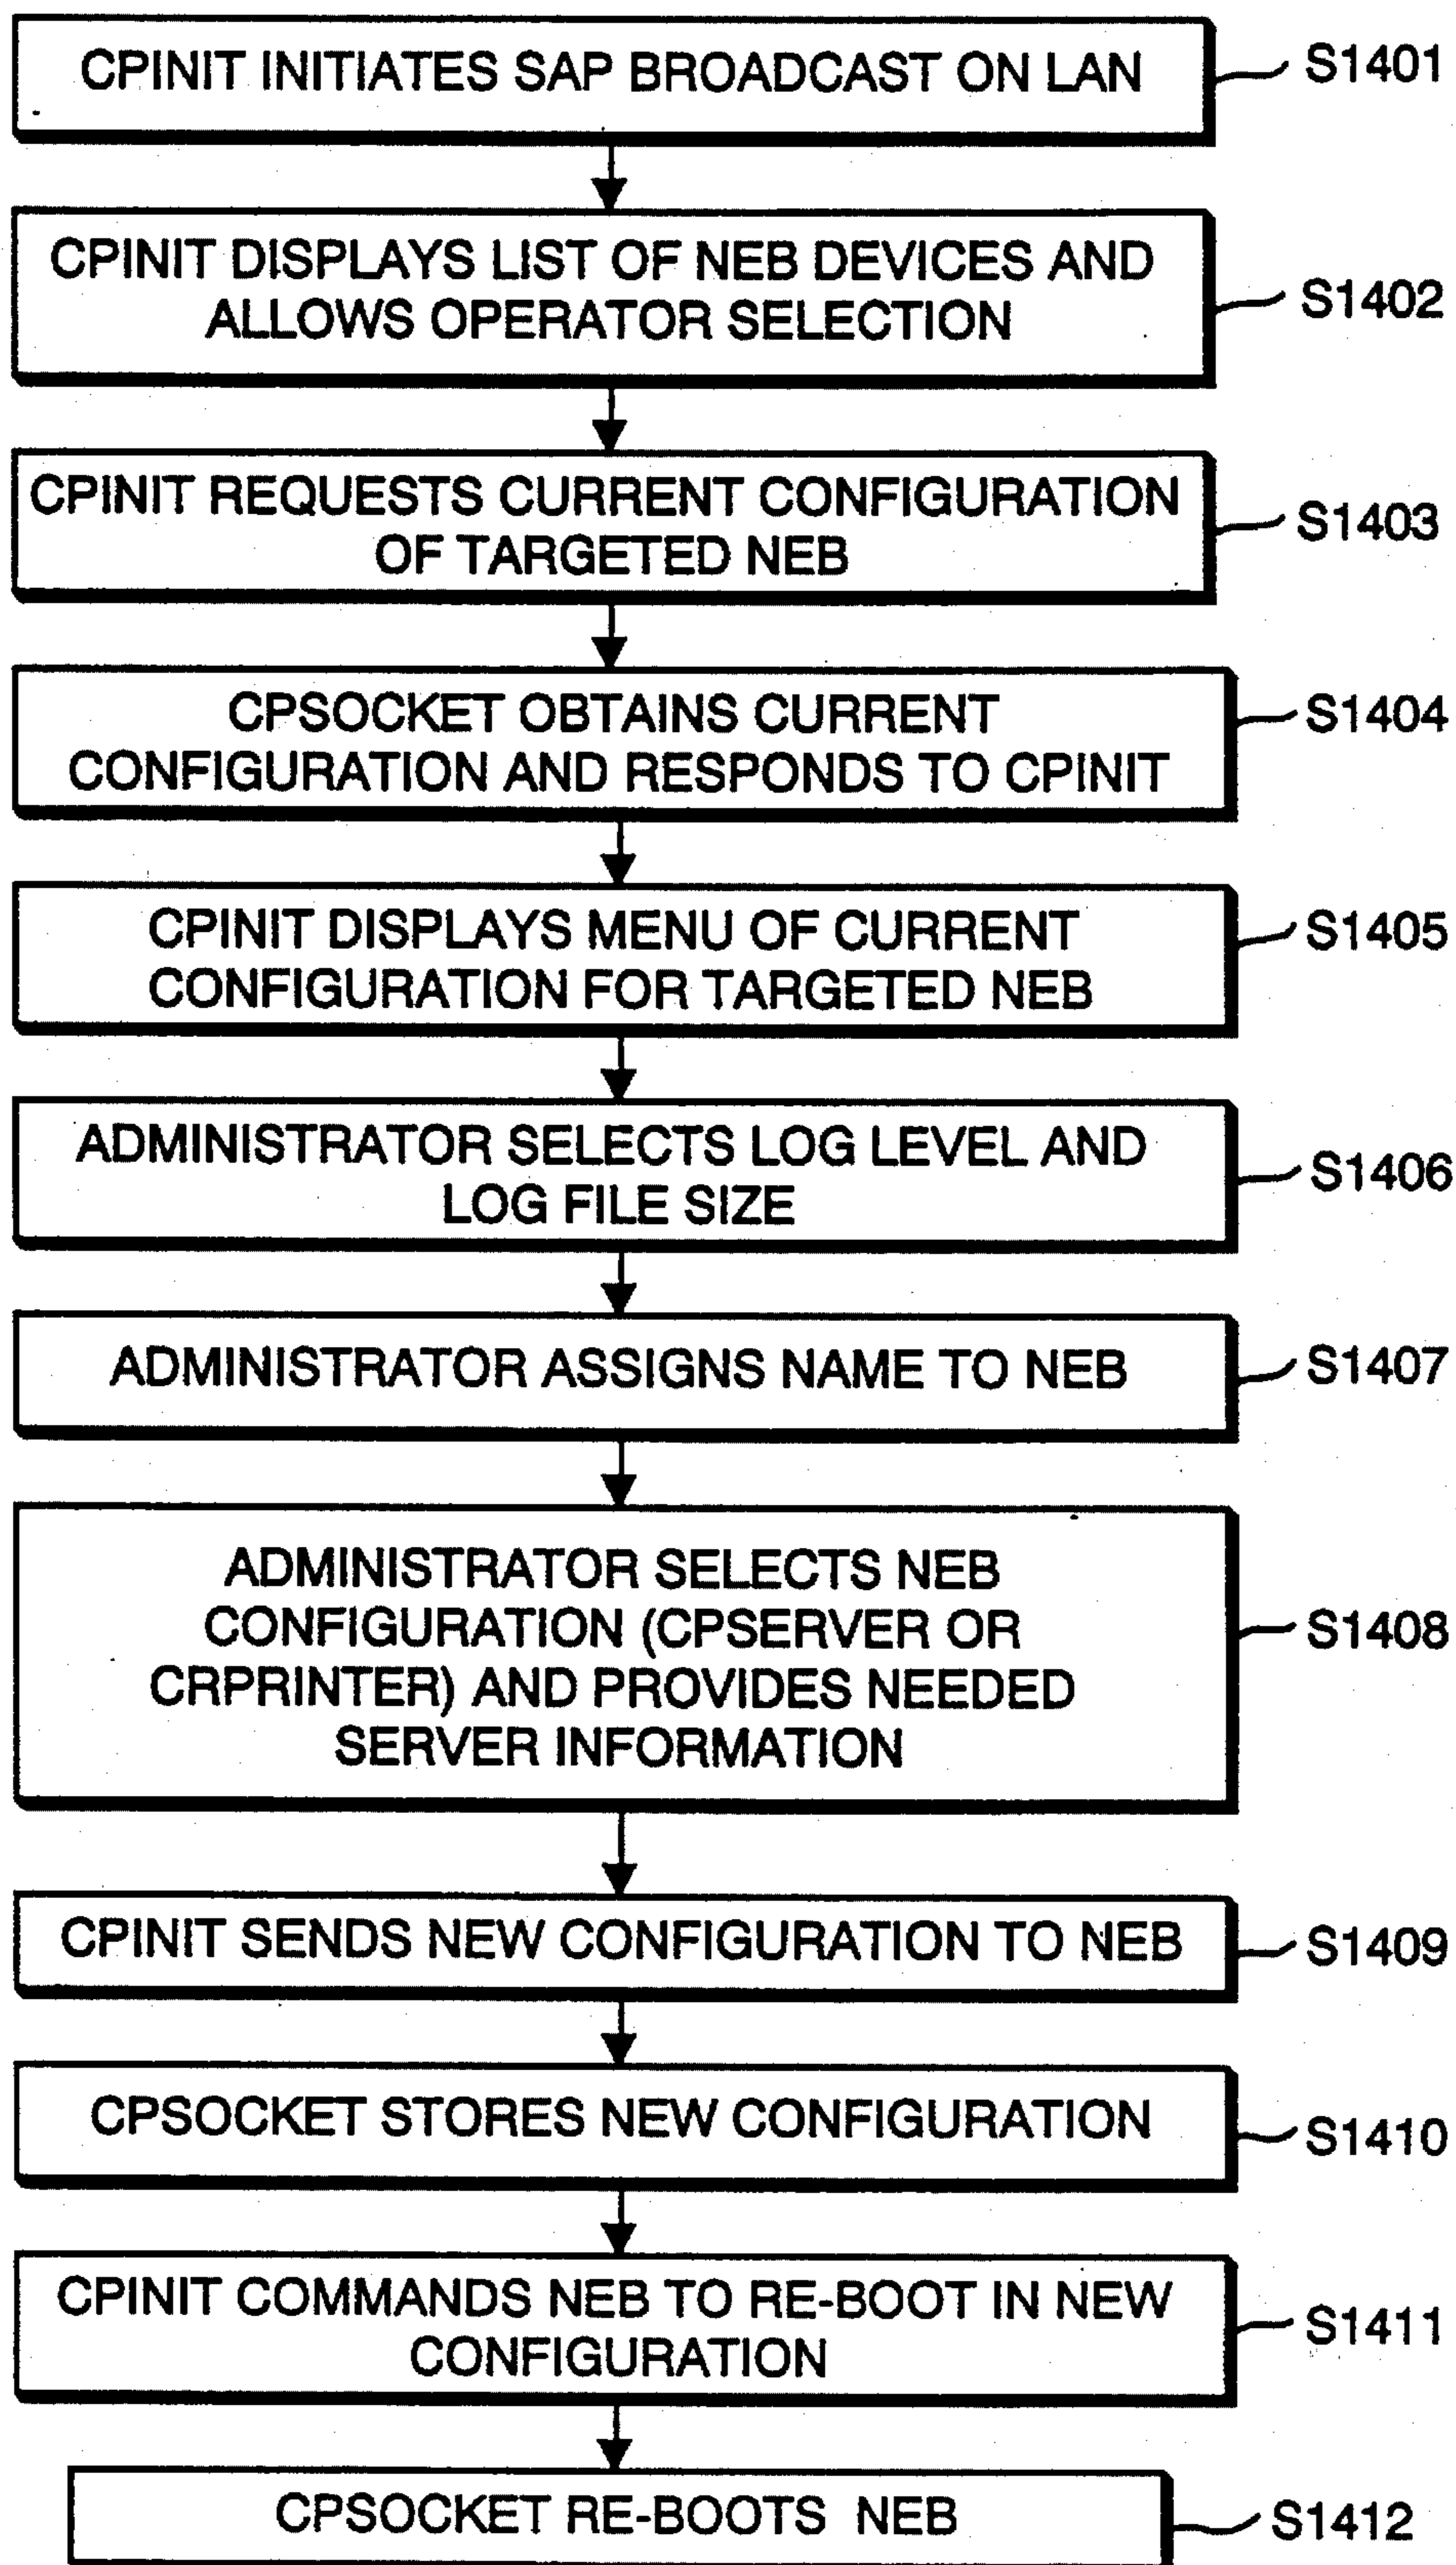 CPINIT INITIATES SAP BROADCAST ON LAN
S1401
CPINIT DISPLAYS LIST OF NEB DEVICES AND
ALLOWS OPERATOR SELECTION
S1402
CPINIT REQUESTS CURRENT CONFIGURATION
OF TARGETED NEB
S1403
CPSOCKET OBTAINS CURRENT
CONFIGURATION AND RESPONDS TO CPINIT
S1404
CPINIT DISPLAYS MENU OF CURRENT
CONFIGURATION FOR TARGETED NEB
S1405
ADMINISTRATOR SELECTS LOG LEVEL AND
LOG FILE SIZE
S1406
ADMINISTRATOR ASSIGNS NAME TO NEB
S1407
ADMINISTRATOR SELECTS NEB
CONFIGURATION (CPSERVER OR
CRPRINTER) AND PROVIDES NEEDED
SERVER INFORMATION
S1408
CPINIT SENDS NEW CONFIGURATION TO NEB
S1409
CPSOCKET STORES NEW CONFIGURATION
S1410
CPINIT COMMANDS NEB TO RE-BOOT IN NEW
CONFIGURATION
S1411
CPSOCKET RE-BOOTS NEB
S1412